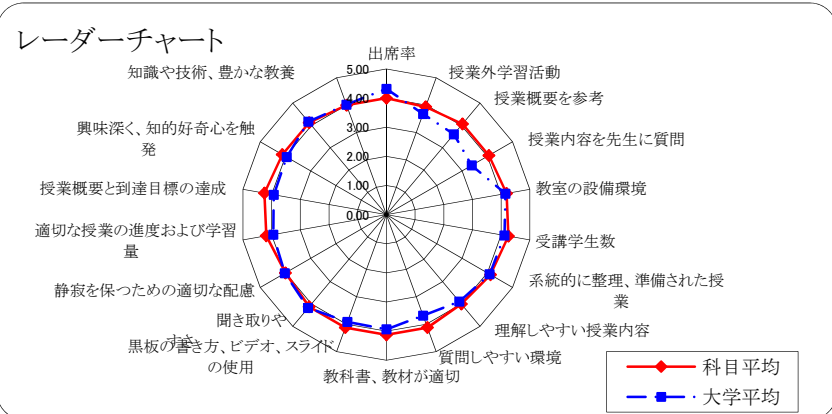 レーダーチャート
出席率
授業外学習活動
授業概要を参考
授業内容を先生に質問
教室の設備環境
受講学生数
系統的に整理、準備された授
業
理解しやすい授業内容
質問しやすい環境
教科書、教材が適切
黒板の書き方、ビデオ、スライド
の使用
聞き取りや
すさ
静寂を保つための適切な配慮
適切な授業の進度および学習
量
授業概要と到達目標の達成
興味深く、知的好奇心を触
発
知識や技術、豊かな教養
5.00
4.00
3.00
2.00
1.00
0.00
科目平均
大学平均